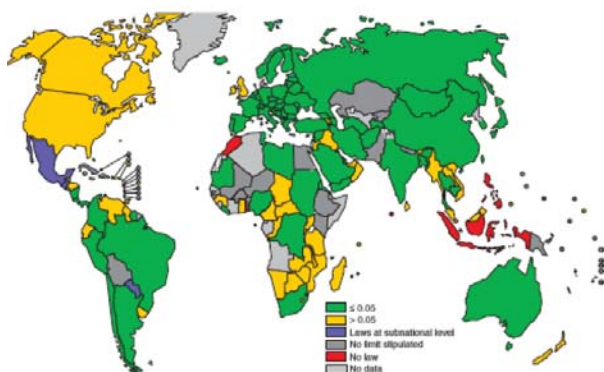 ≤ 0.05
> 0.05
Laws at subnational level
No limit stipulated
No law
No data